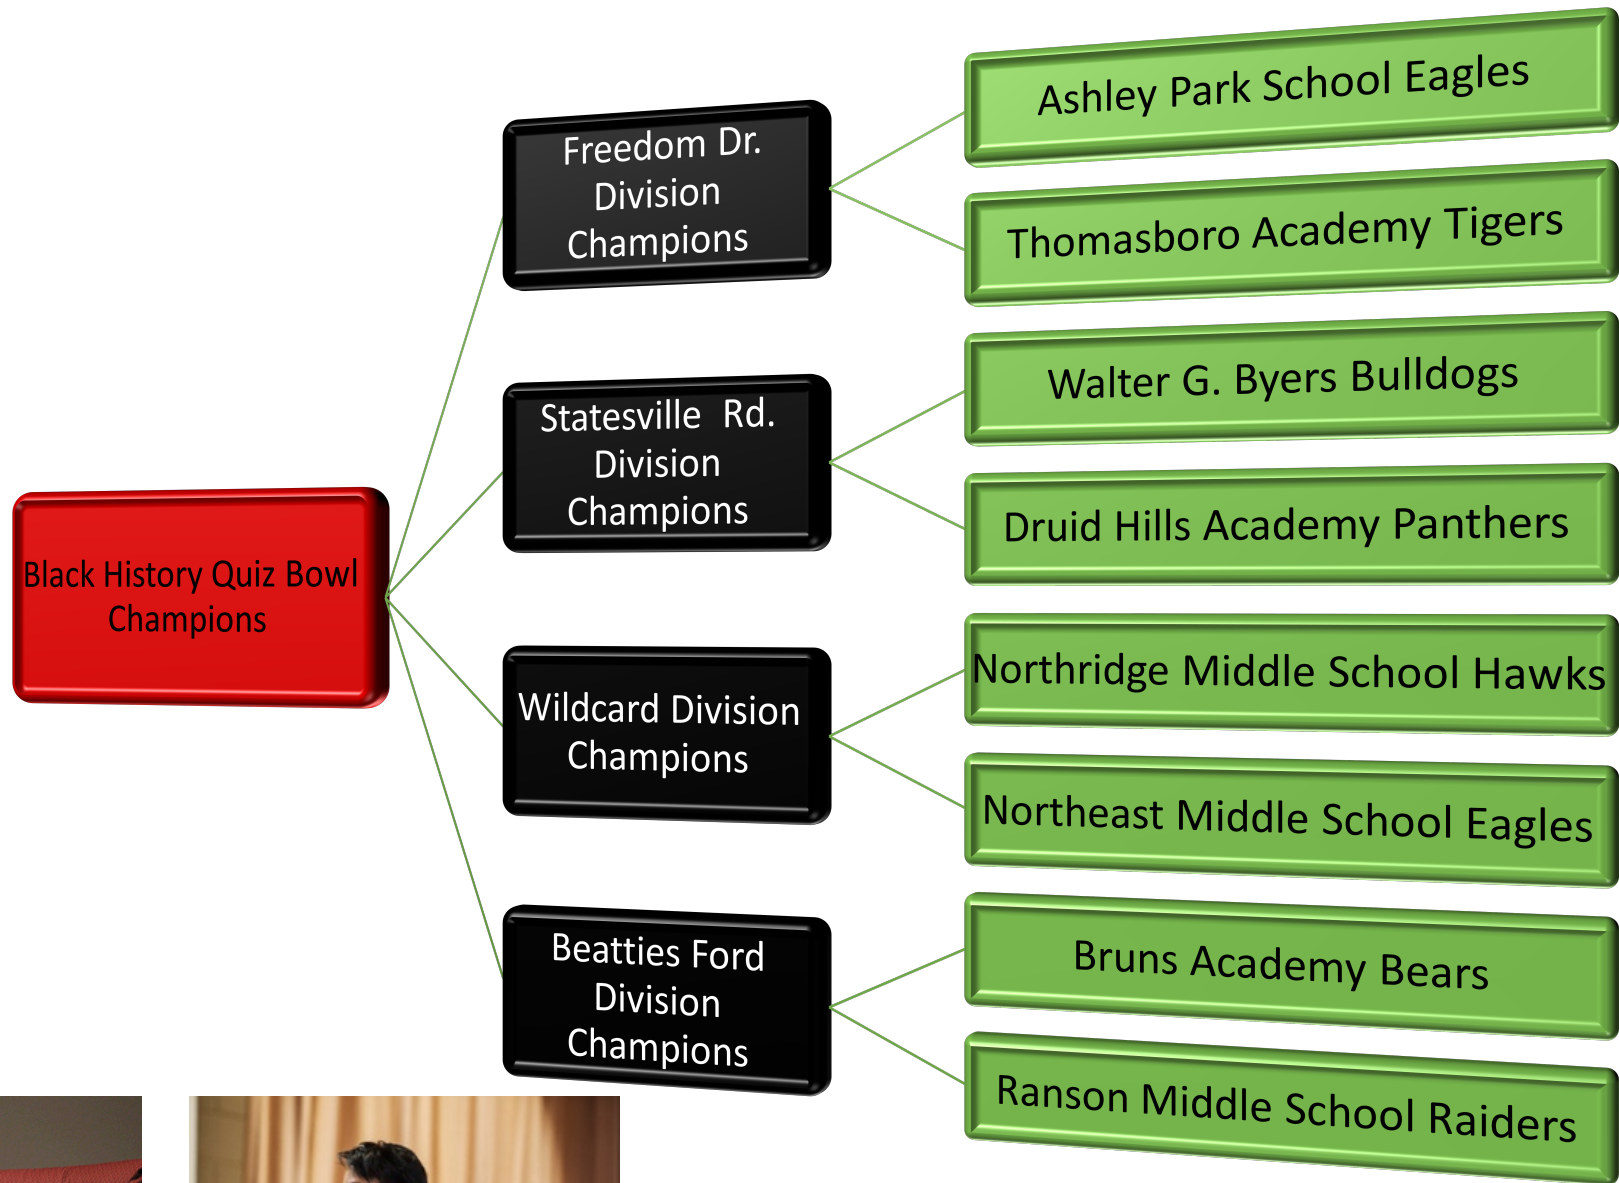 Black History Quiz Bowl
Champions
Freedom Dr.
Division
Champions
Statesville Rd.
Division
Champions
Wildcard Division
Champions
Beatties Ford
Division
Champions
Ashley Park School Eagles
Thomasboro Academy Tigers
Walter G. Byers Bulldogs
Druid Hills Academy Panthers
Northridge Middle School Hawks
Northeast Middle School Eagles
Bruns Academy Bears
Ranson Middle School Raiders